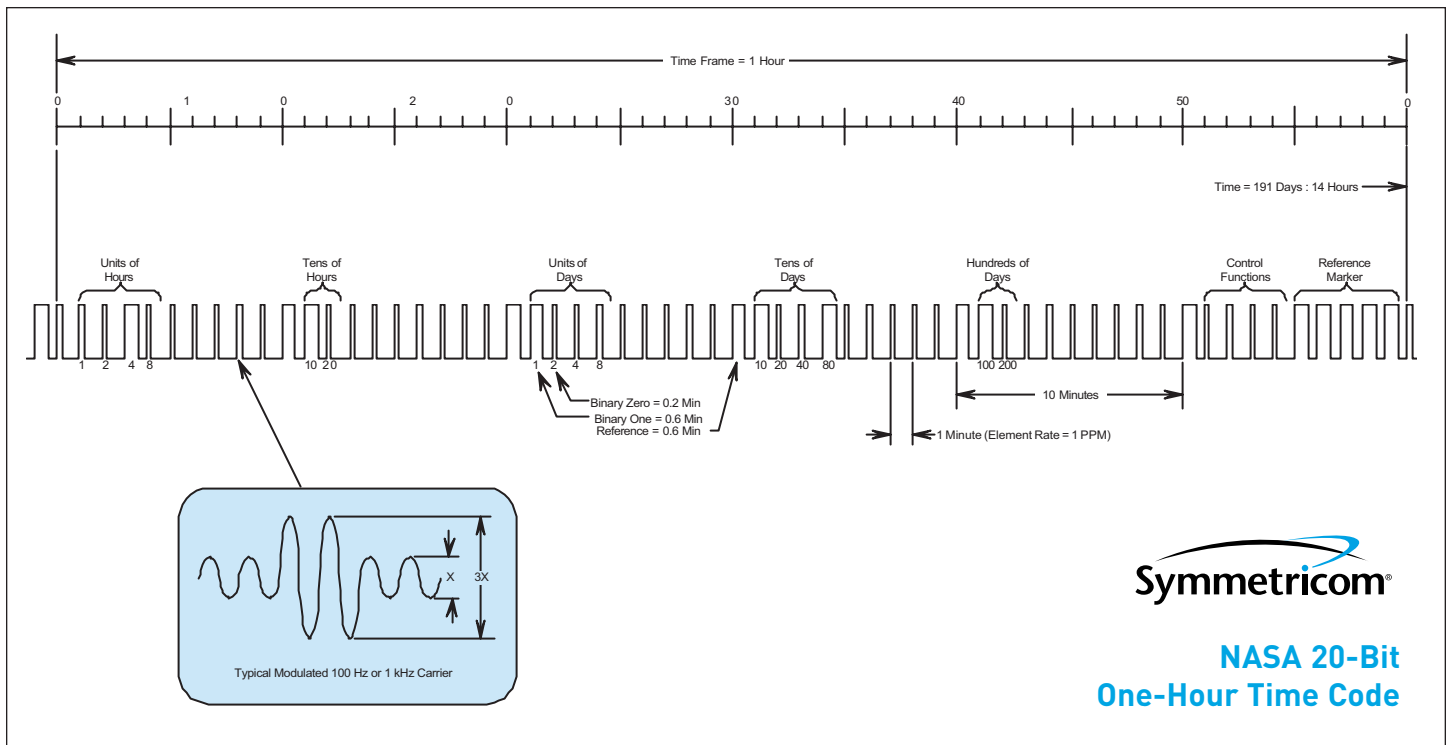 Time Frame = 1 Hour
0 1 0 2 0 30 40 50 0
Time = 191 Days : 14 Hours
Units of
Hours
Tens of
Hours
Units of
Days
Tens of
Days
Hundreds of
Days
Control
Functions
Reference
Marker
1 2 4 8
10 20
1 2 4 8
10 20 40 80
100 200
Binary Zero = 0.2 Min
Binary One = 0.6 Min
Reference = 0.6 Min
10 Minutes
1 Minute (Element Rate = 1 PPM)
X 3X
Typical Modulated 100 Hz or 1 kHz Carrier
Symmetricom®
NASA 20-Bit
One-Hour Time Code